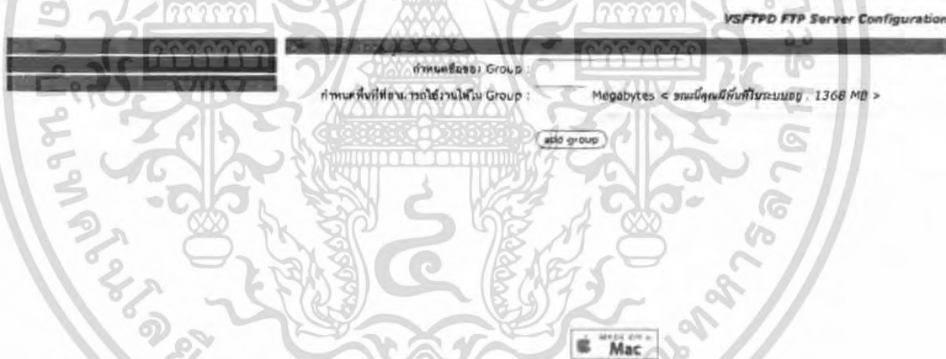 VSFTPD FTP Server Configuration
กำหนดชื่อของ Group :
กำหนดพื้นที่ที่สามารถใช้งานได้ใน Group : Megabytes < ขณะนี้คุณมีพื้นที่ในระบบอยู่ : 1368 MB >
add group
MADE ON A
Mac